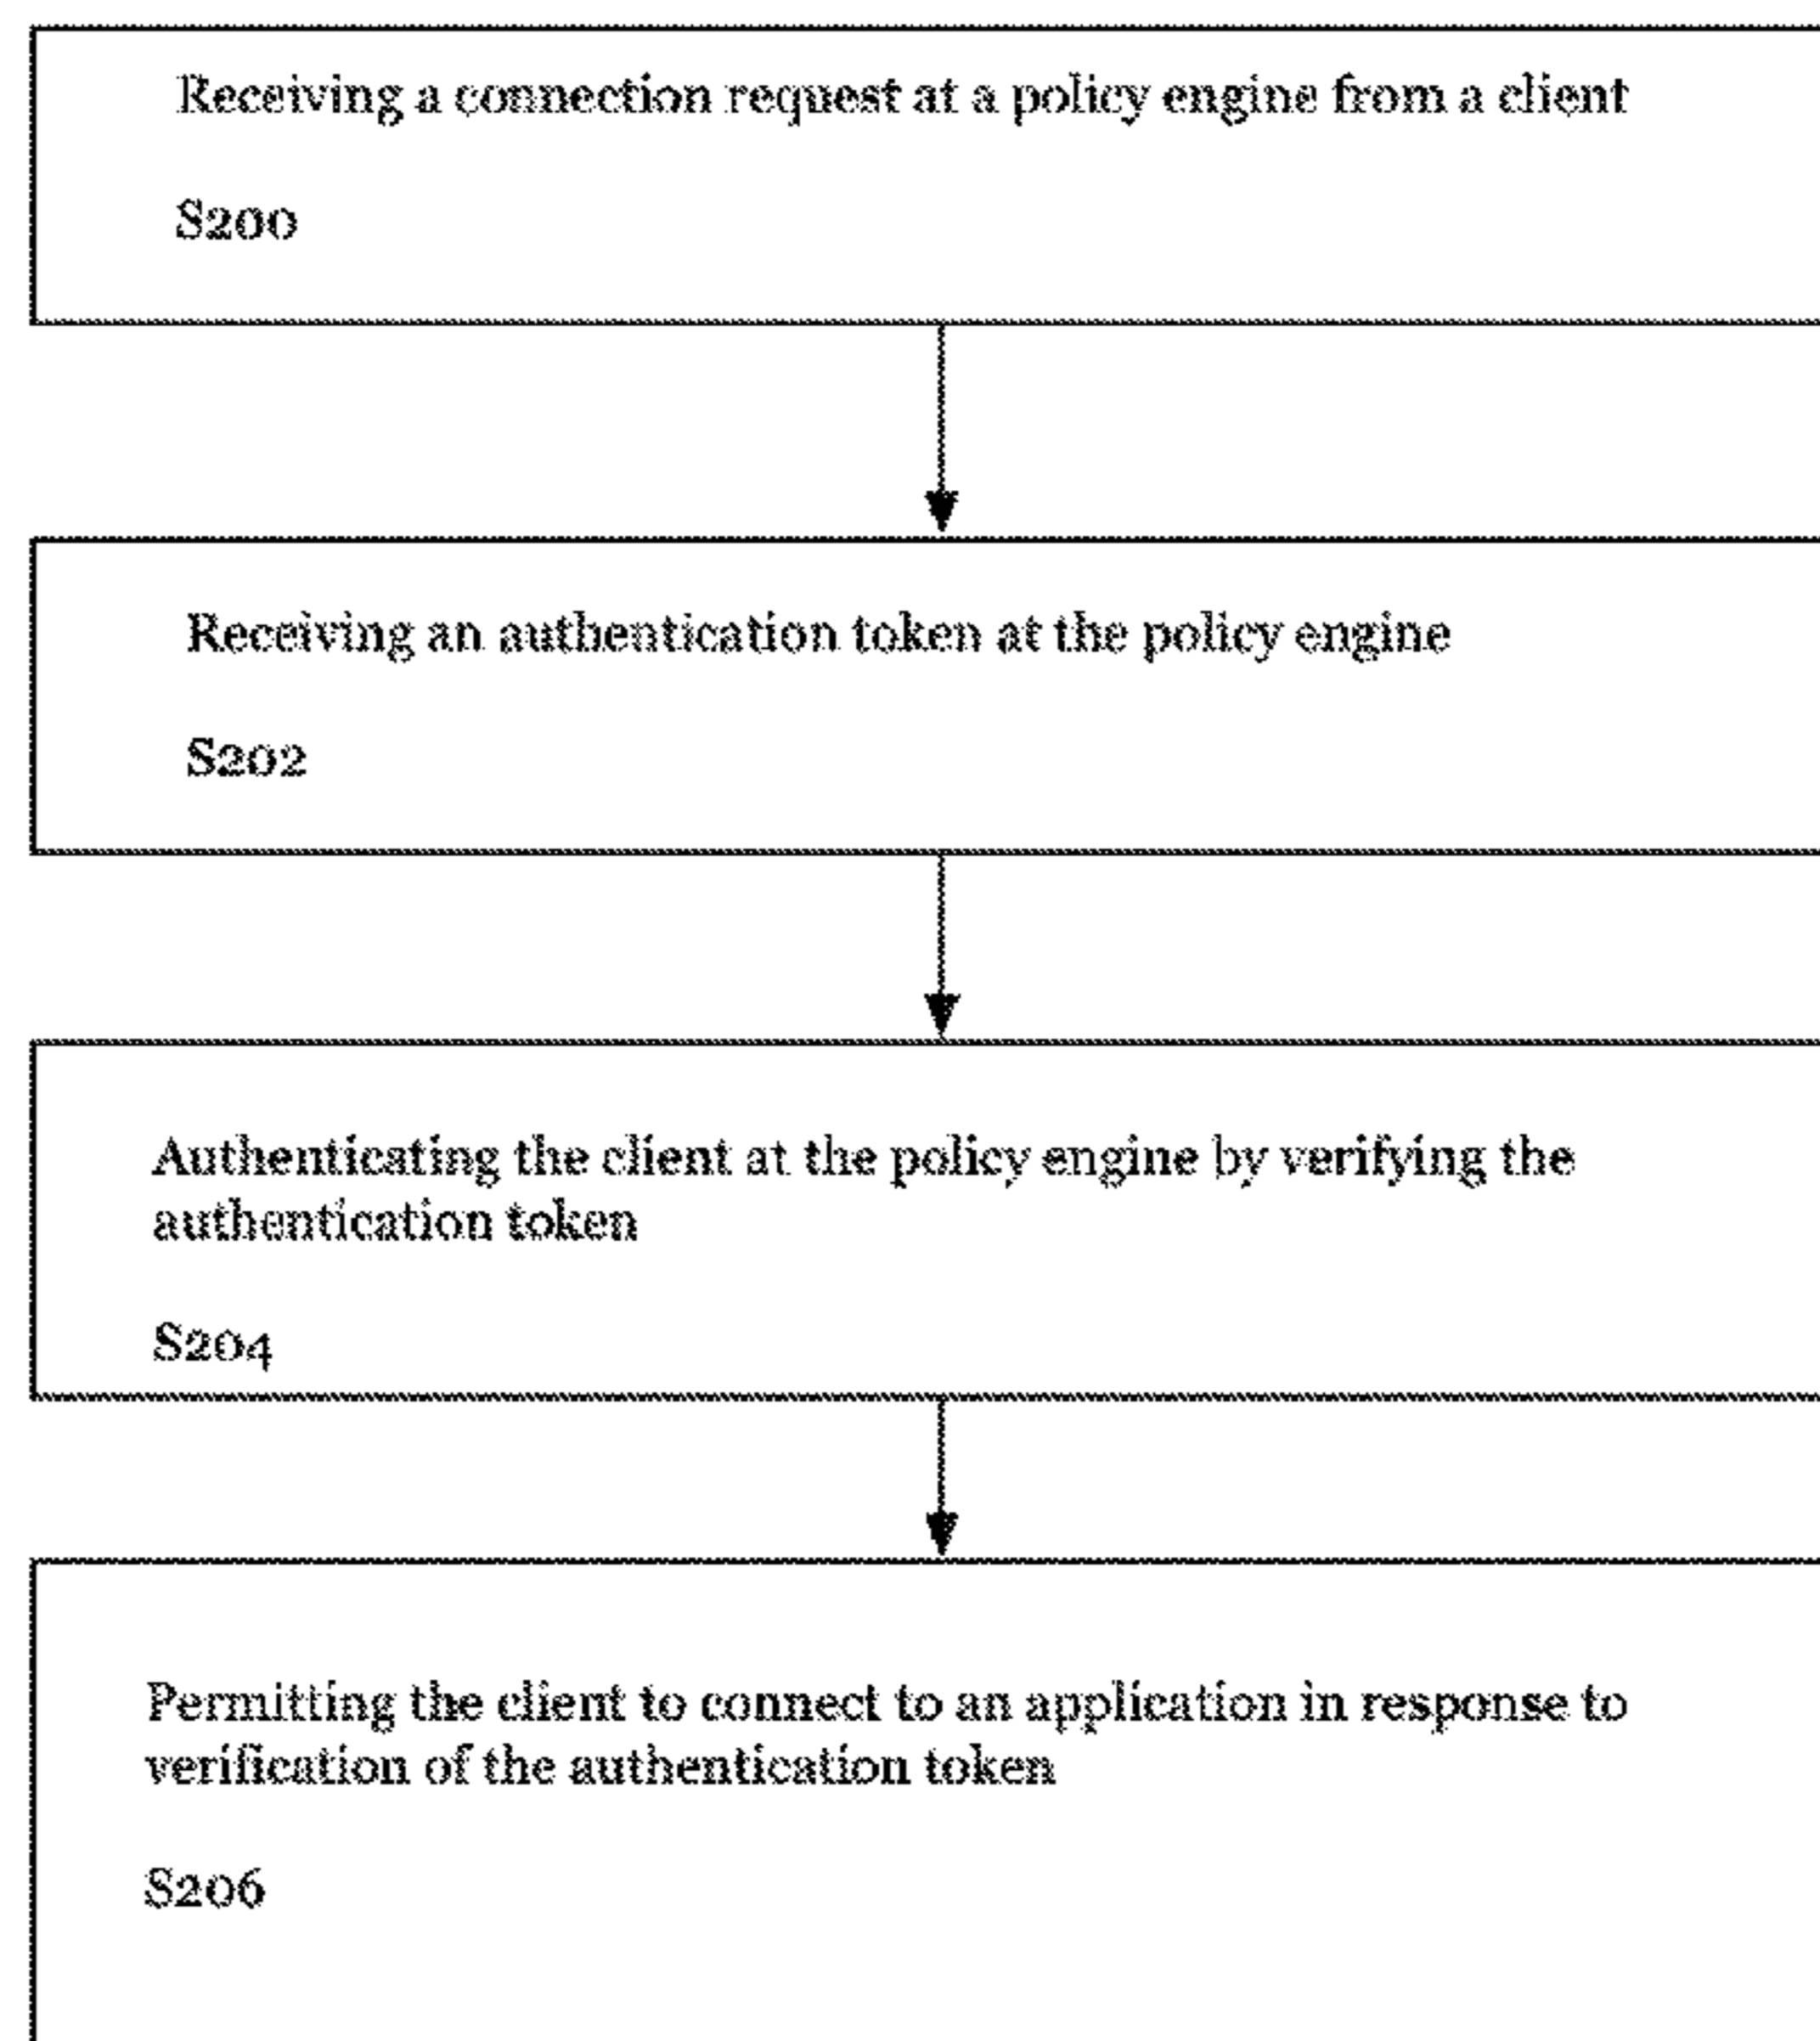 Receiving a connection request at a policy engine from a client
S200
Receiving an authentication token at the policy engine
S202
Authenticating the client at the policy engine by verifying the
authentication token
S204
Permitting the client to connect to an application in response to
verification of the authentication token
S206